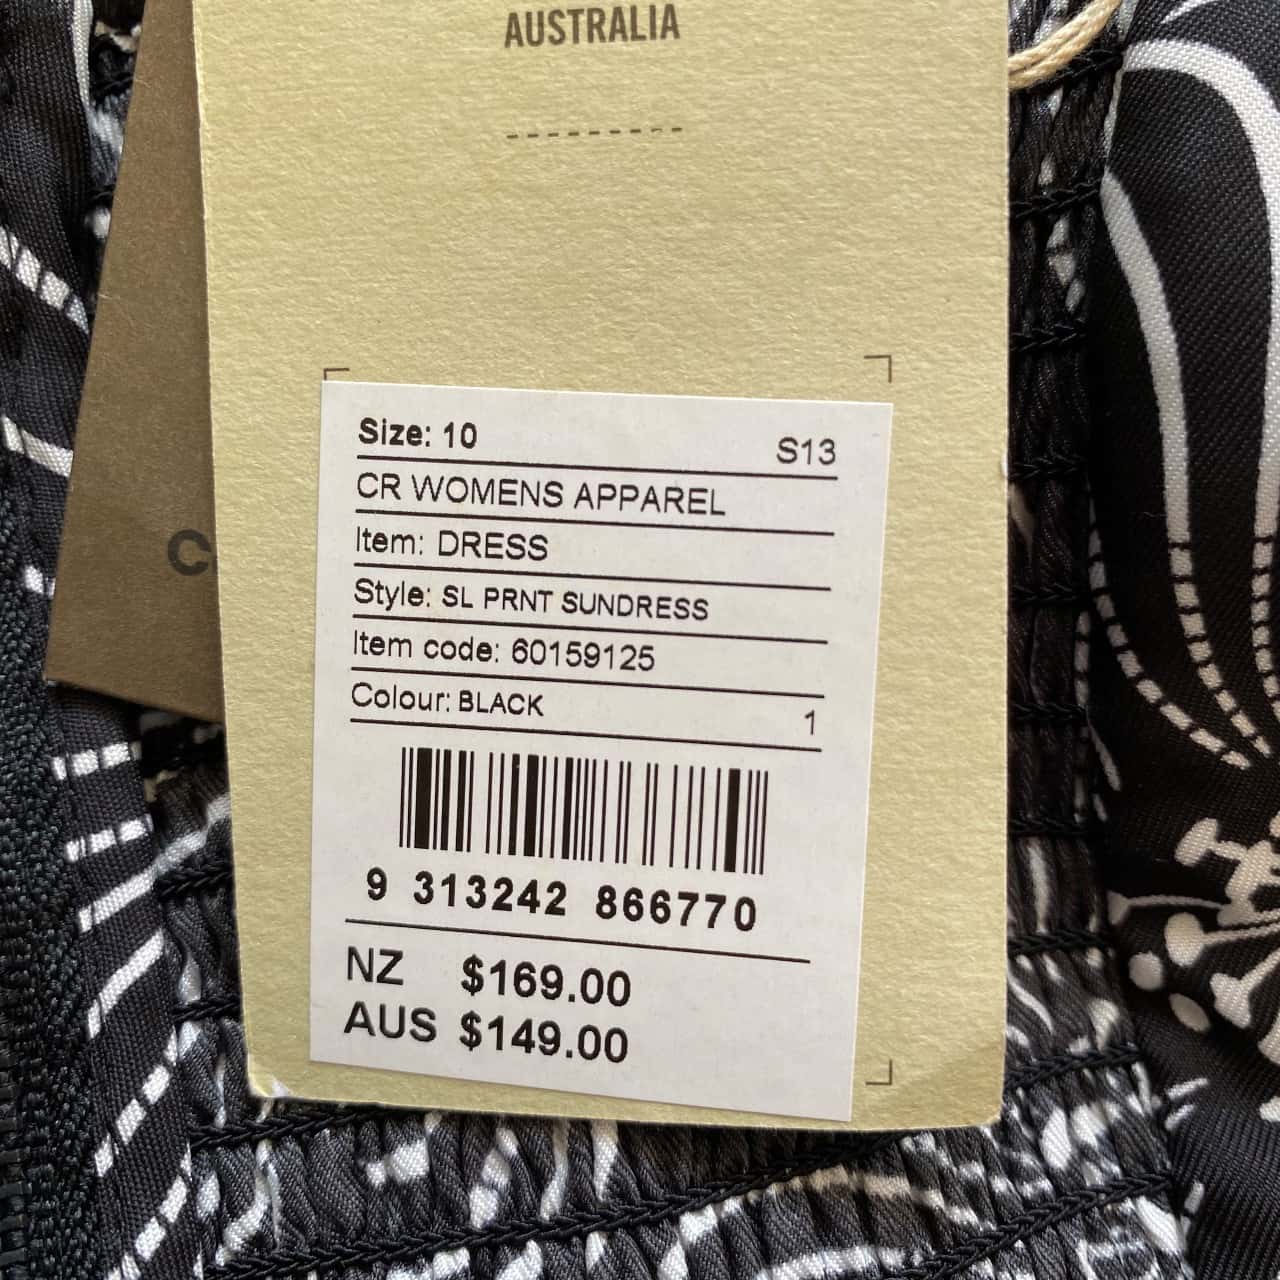 AUSTRALIA
Size: 10 S13
CR WOMENS APPAREL
Item: DRESS
Style: SL PRNT SUNDRESS
Item code: 60159125
Colour: BLACK 1
9 313242 866770
NZ $169.00
AUS $149.00